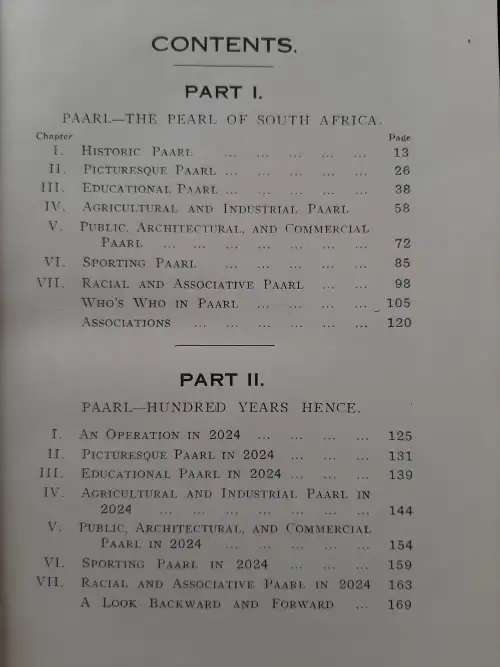 CONTENTS.
PART I.
PAARL—THE PEARL OF SOUTH AFRICA.
Chapter Page
I. Historic Paarl ... ... ... ... ... 13
II. Picturesque Paarl ... ... ... ... ... 26
III. Educational Paarl ... ... ... ... ... 38
IV. Agricultural and Industrial Paarl 58
V. Public, Architectural, and Commercial
Paarl ... ... ... ... ... ... ... 72
VI. Sporting Paarl ... ... ... ... ... 85
VII. Racial and Associative Paarl ... ... 98
Who's Who in Paarl ... ... ... ... 105
Associations ... ... ... ... ... ... 120
PART II.
PAARL—HUNDRED YEARS HENCE.
I. An Operation in 2024 ... ... ... ... 125
II. Picturesque Paarl in 2024 ... ... ... 131
III. Educational Paarl in 2024 ... ... ... 139
IV. Agricultural and Industrial Paarl in
2024 ... ... ... ... ... ... ... 144
V. Public, Architectural, and Commercial
Paarl in 2024 ... ... ... ... ... 154
VI. Sporting Paarl in 2024 ... ... ... 159
VII. Racial and Associative Paarl in 2024 163
A Look Backward and Forward ... 169